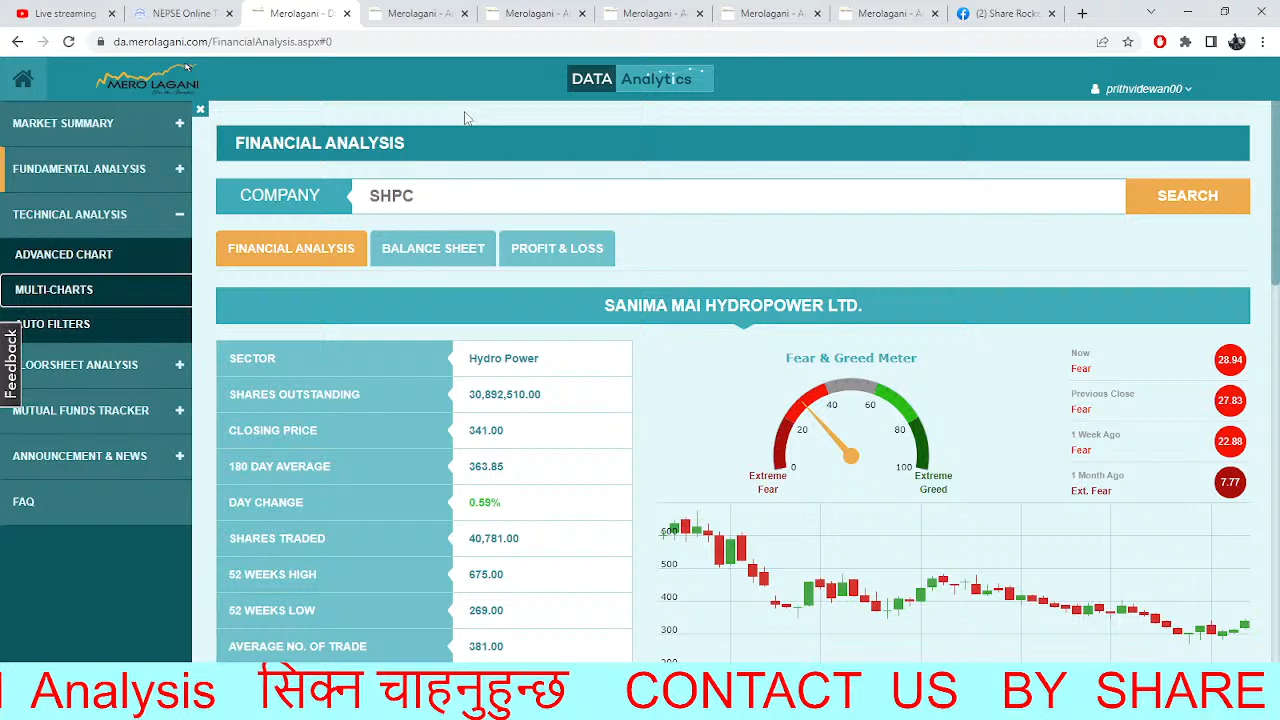 Live streaming
NEPSE Online T
Merolagani - D
Merolagani -
Merolagani - A
Merolagani - A
Merolagani - A
Merolagani - A
(2) Share Rocke
da.merolagani.com/FinancialAnalysis.aspx#0
MERO LAGANI
DATA Analytics
prithvidewan00
MARKET SUMMARY +
FUNDAMENTAL ANALYSIS +
TECHNICAL ANALYSIS −
ADVANCED CHART
MULTI-CHARTS
AUTO FILTERS
LOORSHEET ANALYSIS +
MUTUAL FUNDS TRACKER +
ANNOUNCEMENT & NEWS +
FAQ
Feedback
FINANCIAL ANALYSIS
COMPANY SHPC SEARCH
FINANCIAL ANALYSIS BALANCE SHEET PROFIT & LOSS
SANIMA MAI HYDROPOWER LTD.
SECTOR Hydro Power
SHARES OUTSTANDING 30,892,510.00
CLOSING PRICE 341.00
180 DAY AVERAGE 363.85
DAY CHANGE 0.59%
SHARES TRADED 40,781.00
52 WEEKS HIGH 675.00
52 WEEKS LOW 269.00
AVERAGE NO. OF TRADE 381.00
Fear & Greed Meter
0 20 40 60 80 100
Extreme Fear
Extreme Greed
Now
Fear 28.94
Previous Close
Fear 27.83
1 Week Ago
Fear 22.88
1 Month Ago
Ext. Fear 7.77
600
500
400
300
200
Analysis सिक्न चाहनुहुन्छ CONTACT US BY SHARE